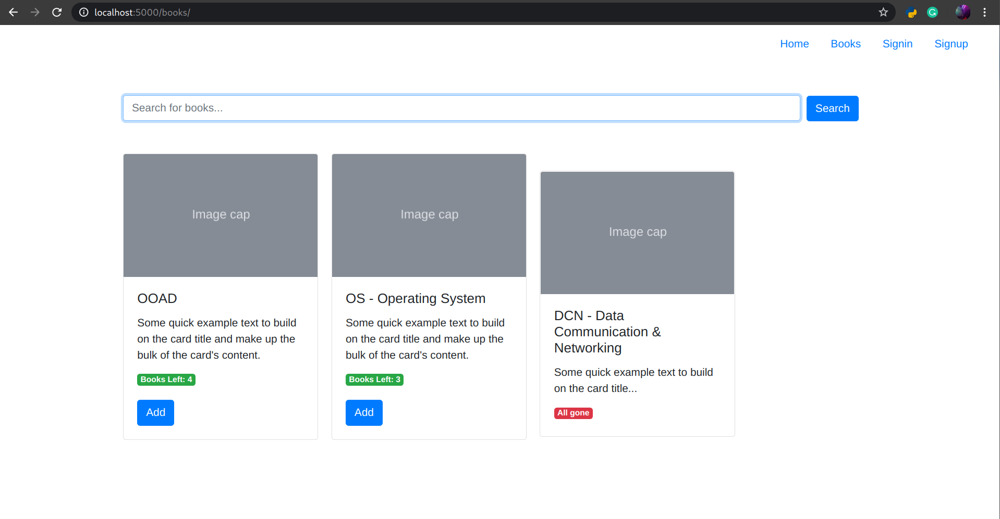 localhost:5000/books/
Home Books Signin Signup
Search for books... Search
Image cap
OOAD
Some quick example text to build
on the card title and make up the
bulk of the card's content.
Books Left: 4
Add
Image cap
OS - Operating System
Some quick example text to build
on the card title and make up the
bulk of the card's content.
Books Left: 3
Add
Image cap
DCN - Data
Communication &
Networking
Some quick example text to build
on the card title...
All gone